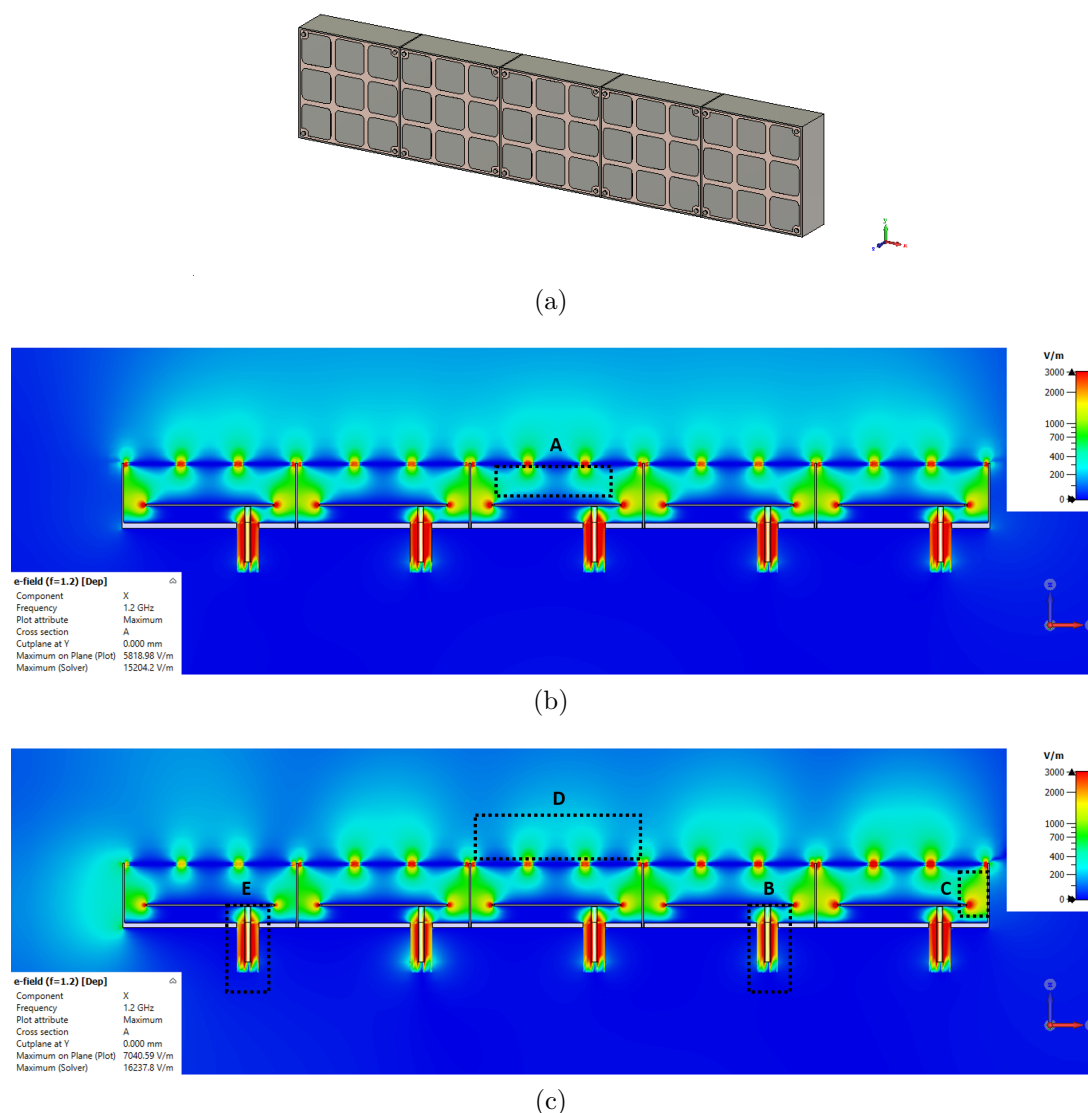 y
x
z
(a)
A
V/m
3000
2000
1000
700
400
200
0
e-field (f=1.2) [Dep]
Component X
Frequency 1.2 GHz
Plot attribute Maximum
Cross section A
Cutplane at Y 0.000 mm
Maximum on Plane (Plot) 5818.98 V/m
Maximum (Solver) 15204.2 V/m
(b)
D
E
B
C
V/m
3000
2000
1000
700
400
200
0
e-field (f=1.2) [Dep]
Component X
Frequency 1.2 GHz
Plot attribute Maximum
Cross section A
Cutplane at Y 0.000 mm
Maximum on Plane (Plot) 7040.59 V/m
Maximum (Solver) 16237.8 V/m
(c)